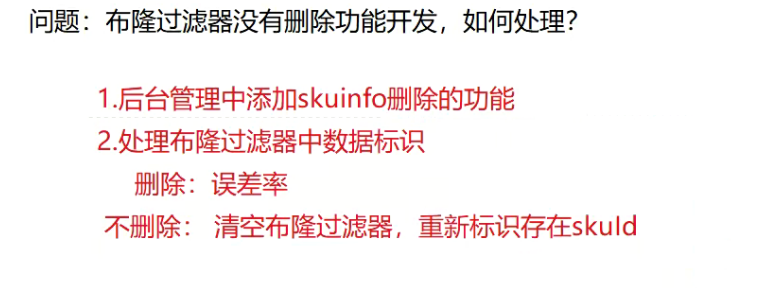 问题：布隆过滤器没有删除功能开发，如何处理？
1.后台管理中添加skuinfo删除的功能
2.处理布隆过滤器中数据标识
删除：误差率
不删除： 清空布隆过滤器，重新标识存在skuId